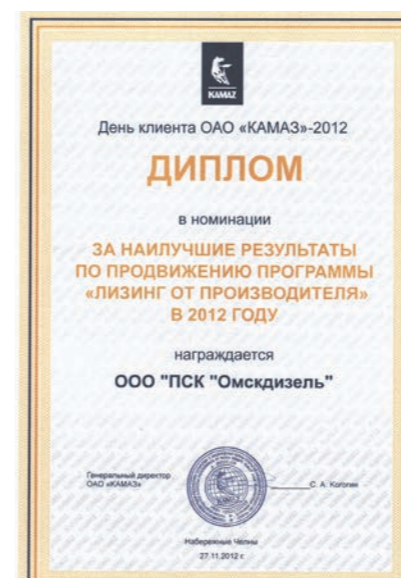 KAMAZ
День клиента ОАО «КАМАЗ»-2012
ДИПЛОМ
в номинации
ЗА НАИЛУЧШИЕ РЕЗУЛЬТАТЫ
ПО ПРОДВИЖЕНИЮ ПРОГРАММЫ
«ЛИЗИНГ ОТ ПРОИЗВОДИТЕЛЯ»
В 2012 ГОДУ
награждается
ООО "ПСК "Омскдизель"
Генеральный директор
ОАО «КАМАЗ»
С. А. Когогин
Набережные Челны
27.11.2012 г.